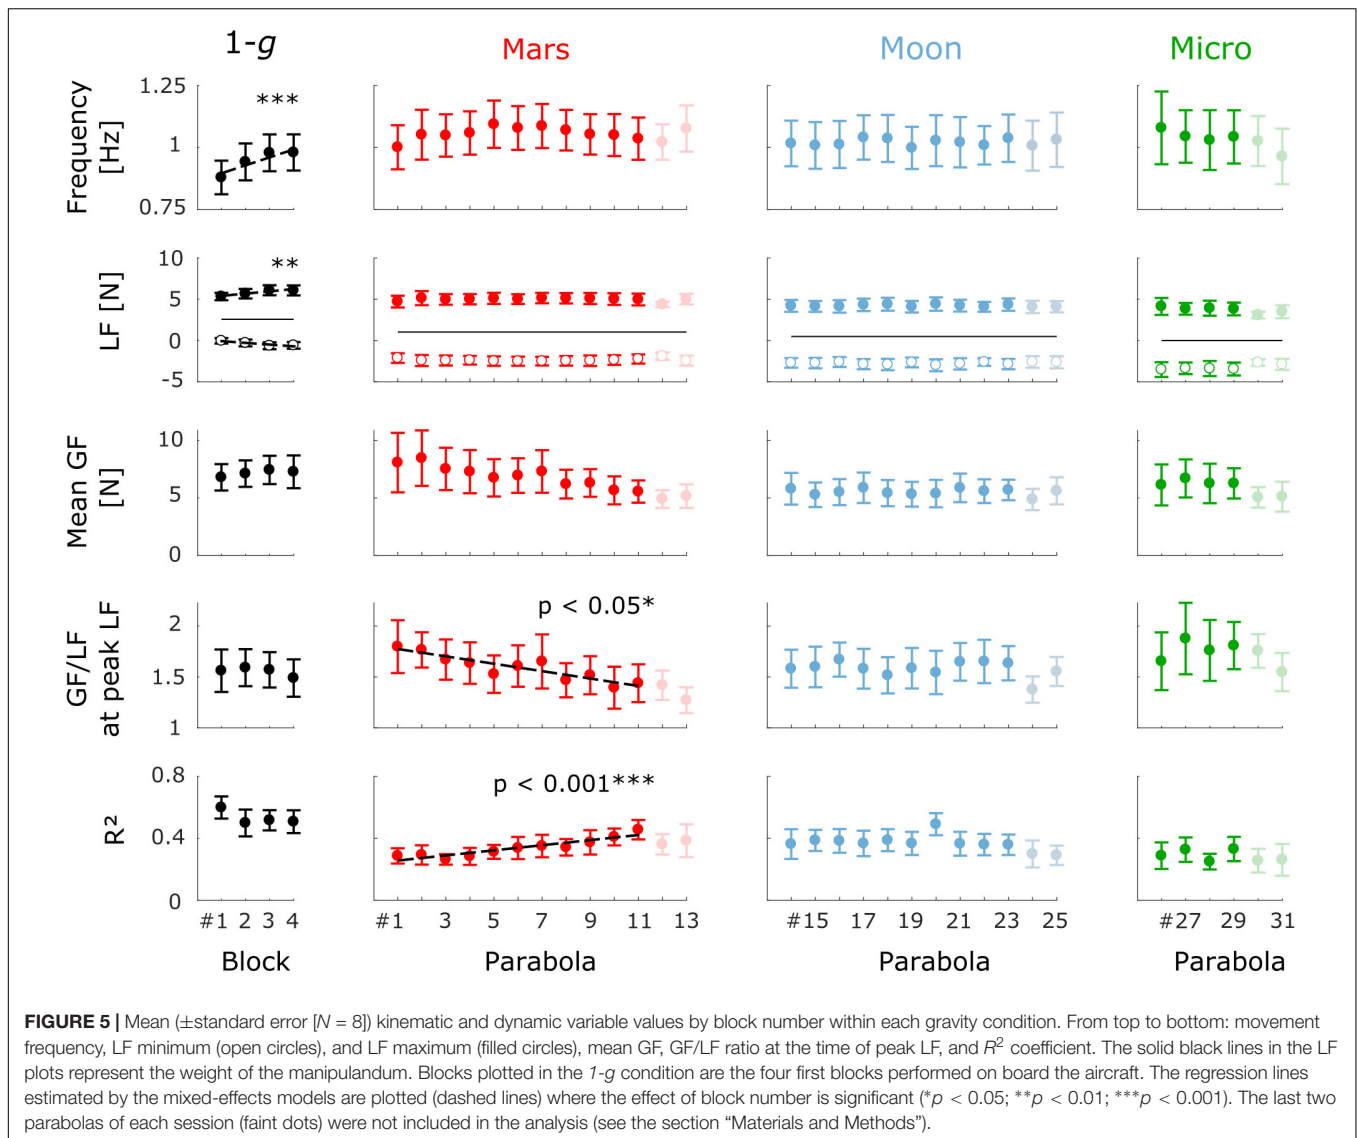 1-g Mars Moon Micro
Frequency
[Hz]
1.25
1
0.75
***
LF [N]
10
5
0
-5
**
Mean GF
[N]
10
5
0
GF/LF
at peak LF
2
1.5
1
p < 0.05*
R²
0.8
0.4
0
p < 0.001***
#1 2 3 4 #1 3 5 7 9 11 13 #15 17 19 21 23 25 #27 29 31
Block Parabola Parabola Parabola
FIGURE 5 | Mean (±standard error [N = 8]) kinematic and dynamic variable values by block number within each gravity condition. From top to bottom: movement
frequency, LF minimum (open circles), and LF maximum (filled circles), mean GF, GF/LF ratio at the time of peak LF, and R² coefficient. The solid black lines in the LF
plots represent the weight of the manipulandum. Blocks plotted in the 1-g condition are the four first blocks performed on board the aircraft. The regression lines
estimated by the mixed-effects models are plotted (dashed lines) where the effect of block number is significant (*p < 0.05; **p < 0.01; ***p < 0.001). The last two
parabolas of each session (faint dots) were not included in the analysis (see the section “Materials and Methods”).